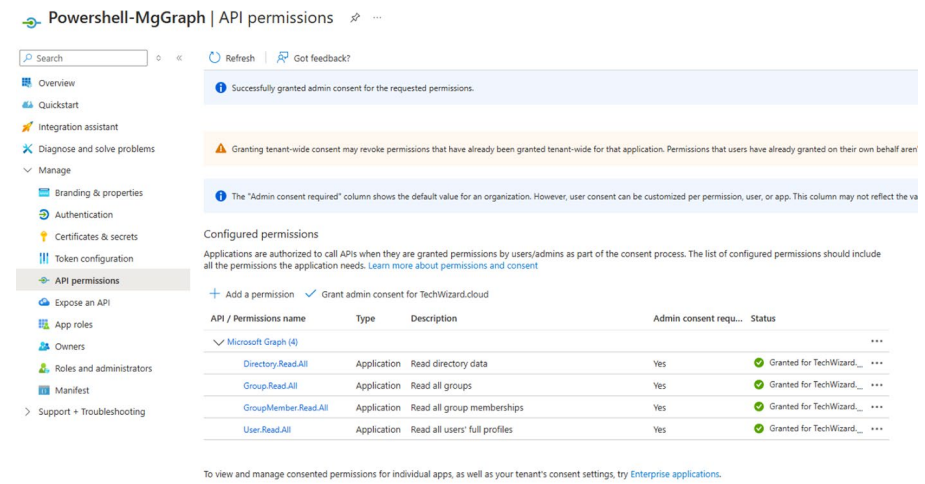 Powershell-MgGraph | API permissions
Search
Refresh
Got feedback?
Overview
Successfully granted admin consent for the requested permissions.
Quickstart
Integration assistant
Diagnose and solve problems
Granting tenant-wide consent may revoke permissions that have already been granted tenant-wide for that application. Permissions that users have already granted on their own behalf aren'
Manage
Branding & properties
The "Admin consent required" column shows the default value for an organization. However, user consent can be customized per permission, user, or app. This column may not reflect the va
Authentication
Certificates & secrets
Token configuration
API permissions
Expose an API
App roles
Owners
Roles and administrators
Manifest
Support + Troubleshooting
Configured permissions
Applications are authorized to call APIs when they are granted permissions by users/admins as part of the consent process. The list of configured permissions should include
all the permissions the application needs. Learn more about permissions and consent
Add a permission
Grant admin consent for TechWizard.cloud
API / Permissions name Type Description Admin consent requ... Status
Microsoft Graph (4)
Directory.Read.All Application Read directory data Yes Granted for TechWizard....
Group.Read.All Application Read all groups Yes Granted for TechWizard....
GroupMember.Read.All Application Read all group memberships Yes Granted for TechWizard....
User.Read.All Application Read all users' full profiles Yes Granted for TechWizard....
To view and manage consented permissions for individual apps, as well as your tenant's consent settings, try Enterprise applications.